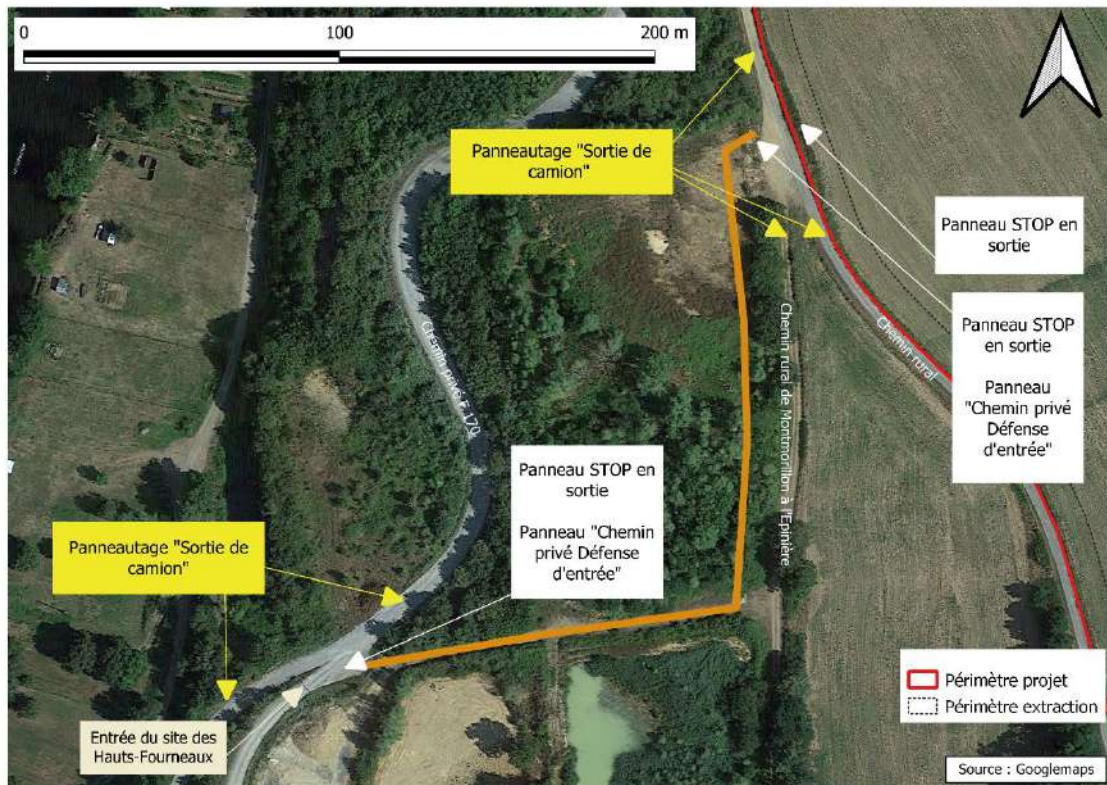 0 100 200 m
Panneautage "Sortie de
camion"
Panneau STOP en
sortie
Panneau STOP
en sortie
Panneau
"Chemin privé
Défense
d'entrée"
Chemin rural
Chemin rural de Montmorillon à l'Epinière
Chemin privé F 170
Panneau STOP en
sortie
Panneau "Chemin
privé Défense
d'entrée"
Panneautage "Sortie de
camion"
Entrée du site des
Hauts-Fourneaux
Périmètre projet
Périmètre extraction
Source : Googlemaps